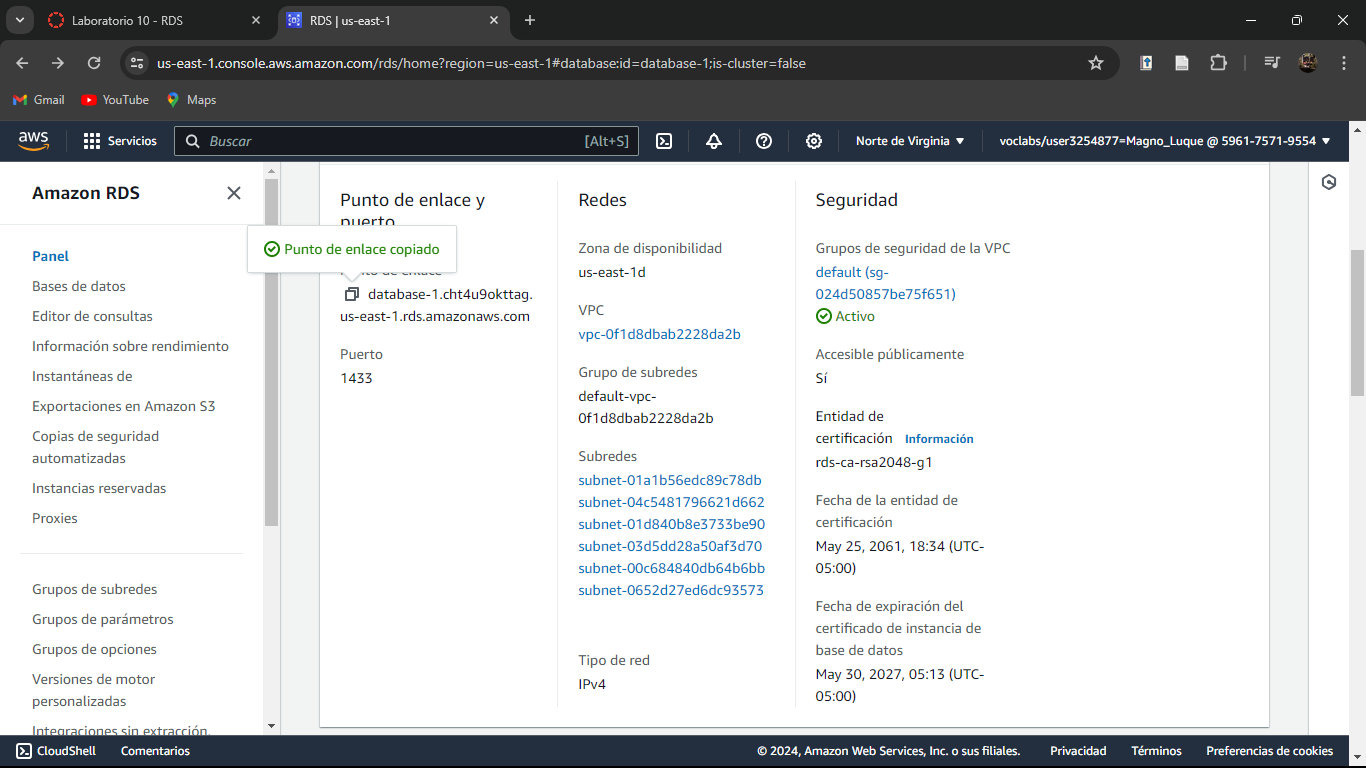 Laboratorio 10 - RDS
RDS | us-east-1
us-east-1.console.aws.amazon.com/rds/home?region=us-east-1#database:id=database-1;is-cluster=false
Gmail
YouTube
Maps
aws
Servicios
Buscar
[Alt+S]
Norte de Virginia
voclabs/user3254877=Magno_Luque @ 5961-7571-9554
Amazon RDS
Panel
Bases de datos
Editor de consultas
Información sobre rendimiento
Instantáneas de
Exportaciones en Amazon S3
Copias de seguridad
automatizadas
Instancias reservadas
Proxies
Grupos de subredes
Grupos de parámetros
Grupos de opciones
Versiones de motor
personalizadas
Integraciones sin extracción,
Punto de enlace y
puerto
Punto de enlace copiado
Punto de enlace
database-1.cht4u9okttag.
us-east-1.rds.amazonaws.com
Puerto
1433
Redes
Zona de disponibilidad
us-east-1d
VPC
vpc-0f1d8dbab2228da2b
Grupo de subredes
default-vpc-
0f1d8dbab2228da2b
Subredes
subnet-01a1b56edc89c78db
subnet-04c5481796621d662
subnet-01d840b8e3733be90
subnet-03d5dd28a50af3d70
subnet-00c684840db64b6bb
subnet-0652d27ed6dc93573
Tipo de red
IPv4
Seguridad
Grupos de seguridad de la VPC
default (sg-
024d50857be75f651)
Activo
Accesible públicamente
Sí
Entidad de
certificación Información
rds-ca-rsa2048-g1
Fecha de la entidad de
certificación
May 25, 2061, 18:34 (UTC-
05:00)
Fecha de expiración del
certificado de instancia de
base de datos
May 30, 2027, 05:13 (UTC-
05:00)
CloudShell
Comentarios
© 2024, Amazon Web Services, Inc. o sus filiales.
Privacidad
Términos
Preferencias de cookies